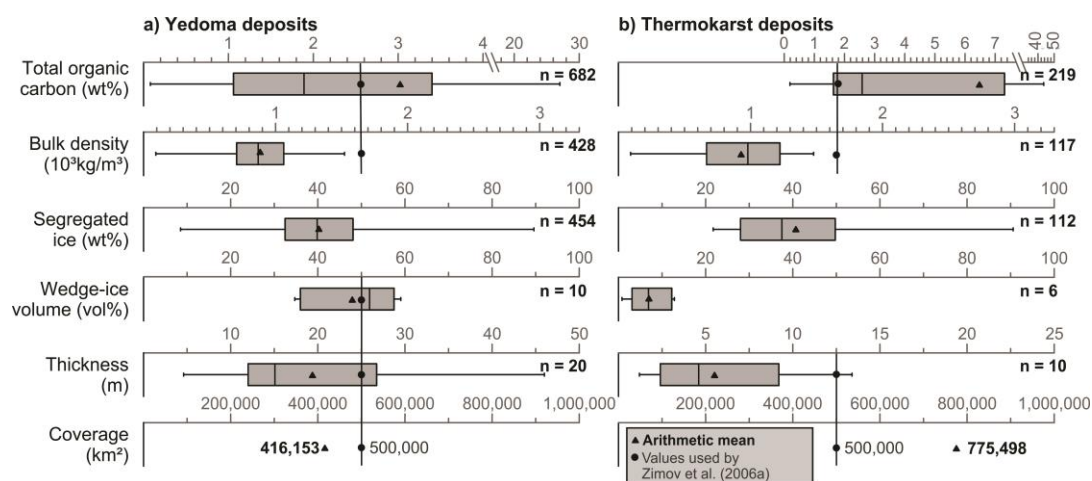 a) Yedoma deposits
b) Thermokarst deposits
1 2 3 4 20 30
0 1 2 3 4 5 6 7 40 50
Total organic
carbon (wt%)
n = 682
n = 219
1 2 3
1 2 3
Bulk density
(10³kg/m³)
n = 428
n = 117
20 40 60 80 100
20 40 60 80 100
Segregated
ice (wt%)
n = 454
n = 112
20 40 60 80 100
20 40 60 80 100
Wedge-ice
volume (vol%)
n = 10
n = 6
10 20 30 40 50
5 10 15 20 25
Thickness
(m)
n = 20
n = 10
200,000 400,000 600,000 800,000 1,000,000
200,000 400,000 600,000 800,000 1,000,000
Coverage
(km²)
416,153
500,000
500,000
775,498
Arithmetic mean
Values used by
Zimov et al. (2006a)